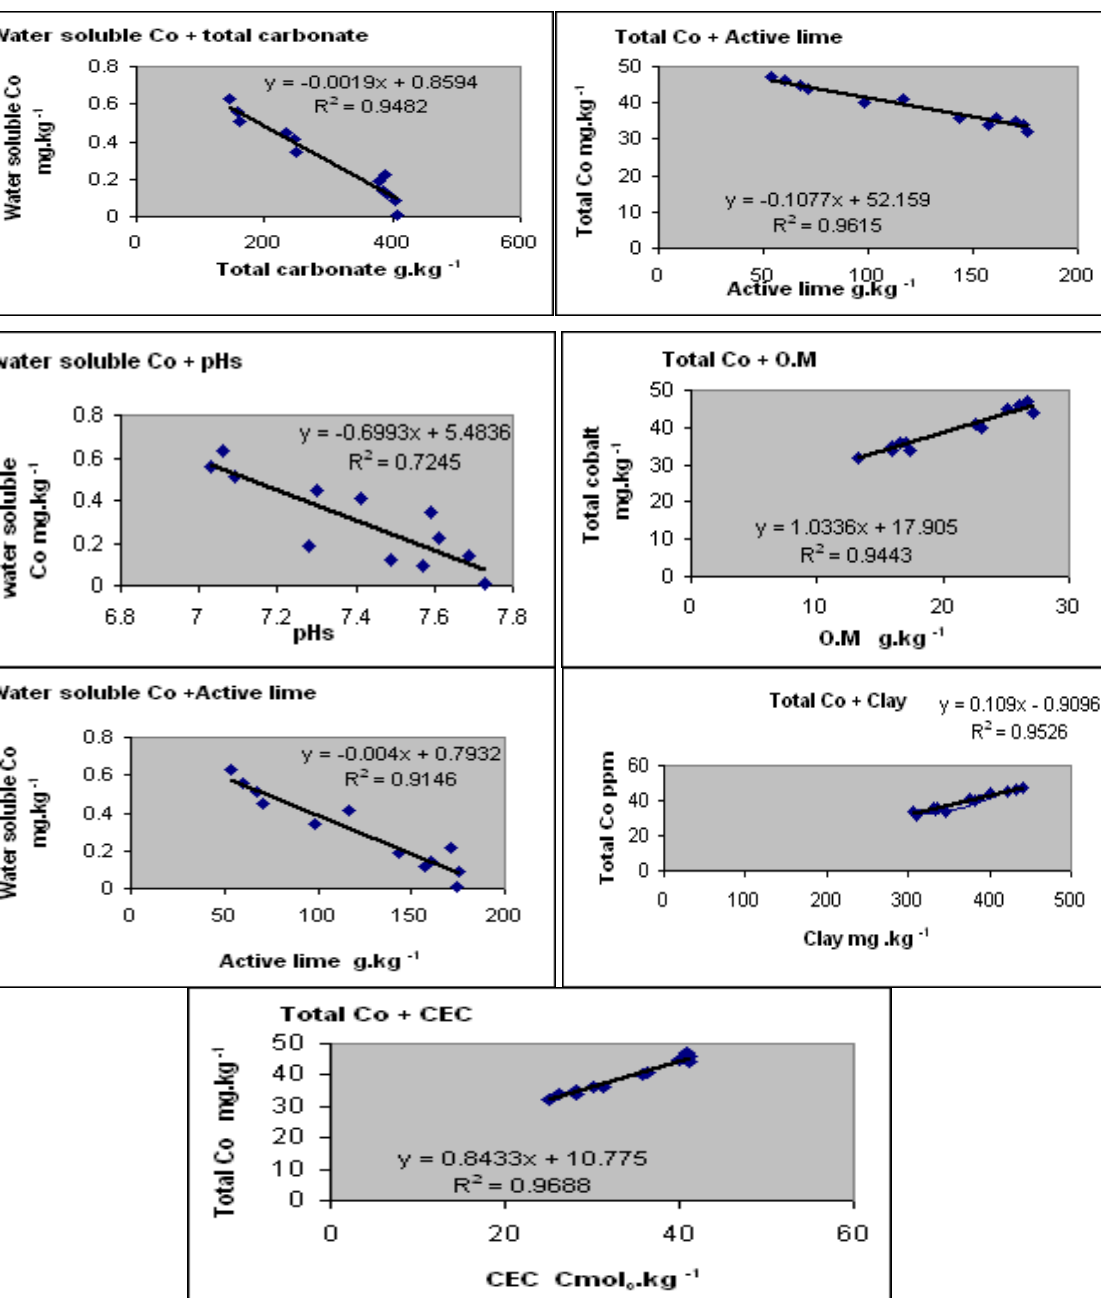 Water soluble Co + total carbonate
y = -0.0019x + 0.8594
R² = 0.9482
Water soluble Co
mg.kg⁻¹
0.8
0.6
0.4
0.2
0
0 200 400 600
Total carbonate g.kg⁻¹
Total Co + Active lime
Total Co mg.kg⁻¹
50
40
30
20
10
0
y = -0.1077x + 52.159
R² = 0.9615
0 50 100 150 200
Active lime g.kg⁻¹
water soluble Co + pHs
water soluble
Co mg.kg⁻¹
0.8
0.6
0.4
0.2
0
y = -0.6993x + 5.4836
R² = 0.7245
6.8 7 7.2 7.4 7.6 7.8
pHs
Total Co + O.M
Total cobalt
mg.kg⁻¹
50
40
30
20
10
0
y = 1.0336x + 17.905
R² = 0.9443
0 10 20 30
O.M g.kg⁻¹
Water soluble Co +Active lime
Water soluble Co
mg.kg⁻¹
0.8
0.6
0.4
0.2
0
y = -0.004x + 0.7932
R² = 0.9146
0 50 100 150 200
Active lime g.kg⁻¹
Total Co + Clay
y = 0.109x - 0.9096
R² = 0.9526
Total Co ppm
60
40
20
0
0 100 200 300 400 500
Clay mg .kg⁻¹
Total Co + CEC
Total Co mg.kg⁻¹
50
40
30
20
10
0
y = 0.8433x + 10.775
R² = 0.9688
0 20 40 60
CEC Cmolc.kg⁻¹